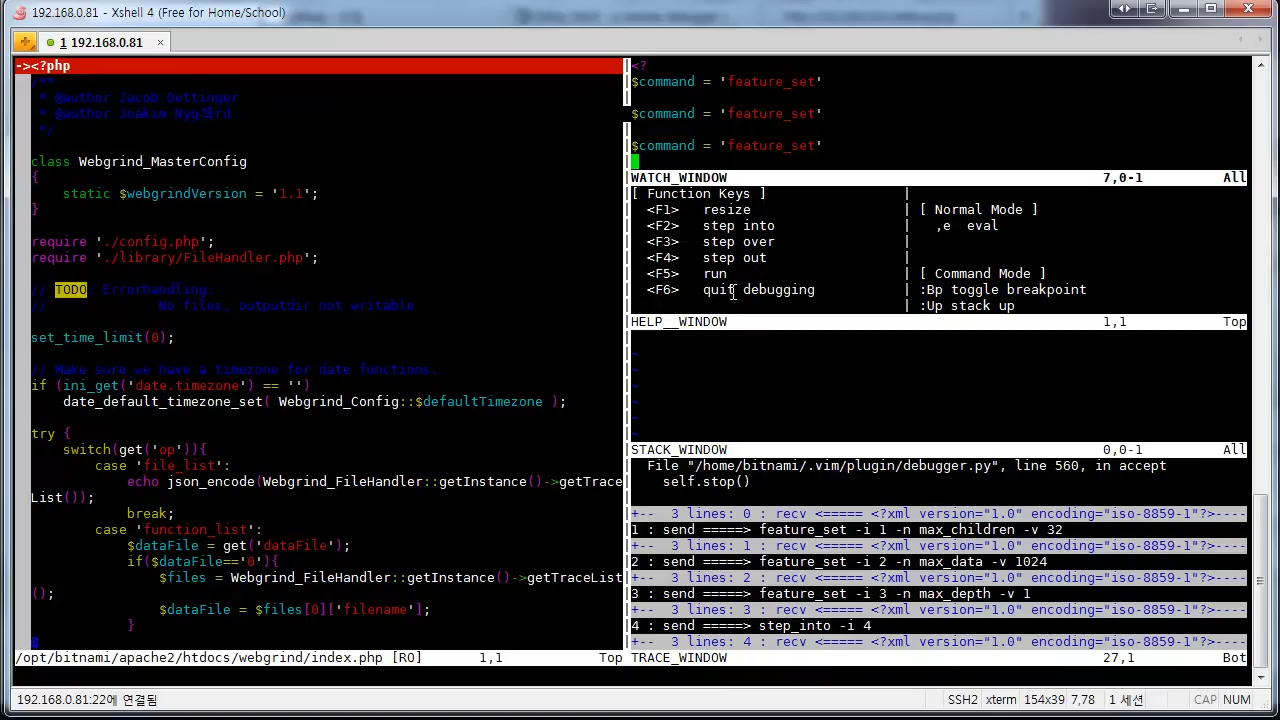 192.168.0.81 - Xshell 4 (Free for Home/School)
1 192.168.0.81
-><?php
/**
 * @author Jacob Oettinger
 * @author Joakim Nygård
 */
class Webgrind_MasterConfig
{
    static $webgrindVersion = '1.1';
}
require './config.php';
require './library/FileHandler.php';
// TODO: Errorhandling:
//              No files, outputdir not writable
set_time_limit(0);
// Make sure we have a timezone for date functions.
if (ini_get('date.timezone') == '')
    date_default_timezone_set( Webgrind_Config::$defaultTimezone );
try {
    switch(get('op')){
        case 'file_list':
            echo json_encode(Webgrind_FileHandler::getInstance()->getTrace
List());
            break;
        case 'function_list':
            $dataFile = get('dataFile');
            if($dataFile=='0'){
                $files = Webgrind_FileHandler::getInstance()->getTraceList
();
                $dataFile = $files[0]['filename'];
            }
/opt/bitnami/apache2/htdocs/webgrind/index.php [RO] 1,1 Top
<?
$command = 'feature_set'
$command = 'feature_set'
$command = 'feature_set'
WATCH_WINDOW 7,0-1 All
[ Function Keys ] |
  <F1>   resize | [ Normal Mode ]
  <F2>   step into |   ,e  eval
  <F3>   step over |
  <F4>   step out |
  <F5>   run | [ Command Mode ]
  <F6>   quit debugging | :Bp toggle breakpoint
| :Up stack up
HELP__WINDOW 1,1 Top
~
~
~
~
~
~
STACK_WINDOW 0,0-1 All
  File "/home/bitnami/.vim/plugin/debugger.py", line 560, in accept
    self.stop()
+--  3 lines: 0 : recv <===== <?xml version="1.0" encoding="iso-8859-1"?>----
1 : send =====> feature_set -i 1 -n max_children -v 32
+--  3 lines: 1 : recv <===== <?xml version="1.0" encoding="iso-8859-1"?>----
2 : send =====> feature_set -i 2 -n max_data -v 1024
+--  3 lines: 2 : recv <===== <?xml version="1.0" encoding="iso-8859-1"?>----
3 : send =====> feature_set -i 3 -n max_depth -v 1
+--  3 lines: 3 : recv <===== <?xml version="1.0" encoding="iso-8859-1"?>----
4 : send =====> step_into -i 4
+--  3 lines: 4 : recv <===== <?xml version="1.0" encoding="iso-8859-1"?>----
TRACE_WINDOW 27,1 Bot
192.168.0.81:22에 연결됨 SSH2 xterm 154x39 7,78 1 세션 CAP NUM